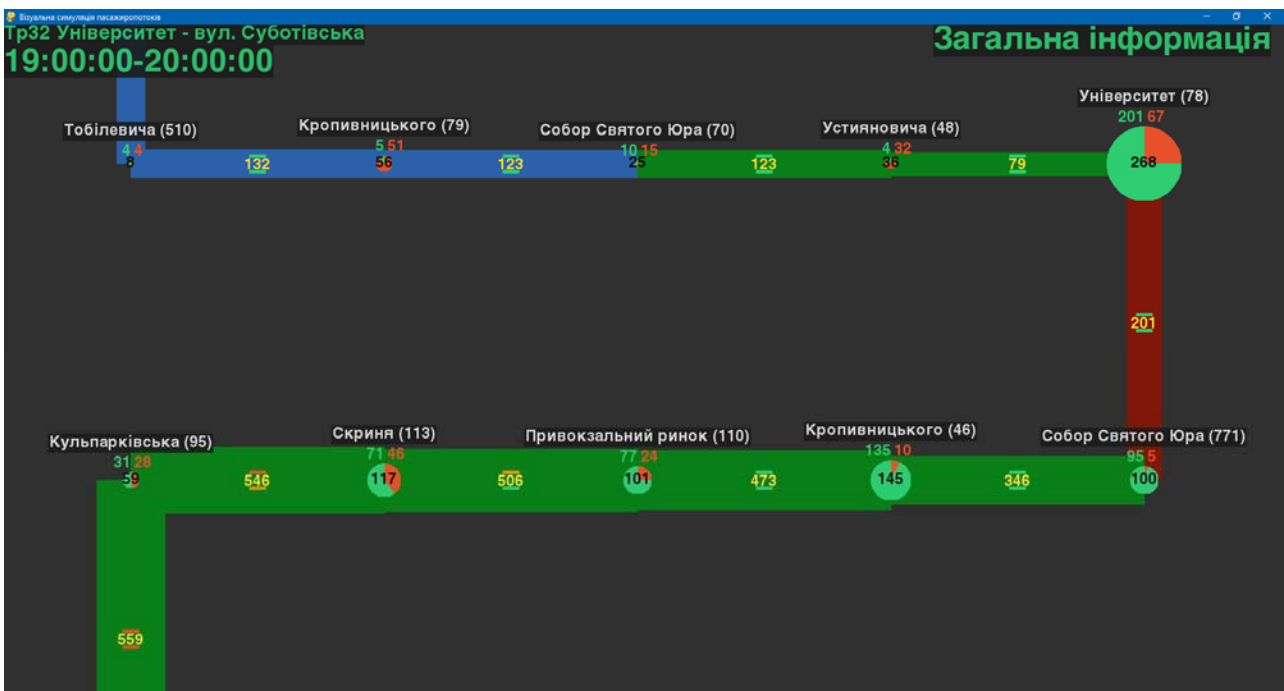 Візуальна симуляція пасажиропотоків
Тр32 Університет - вул. Суботівська
19:00:00-20:00:00
Загальна інформація
Тобілевича (510)
4 4
8
132
Кропивницького (79)
5 51
56
123
Собор Святого Юра (70)
10 15
25
123
Устияновича (48)
4 32
36
79
Університет (78)
201 67
268
201
Кульпарківська (95)
31 28
59
546
Скриня (113)
71 46
117
506
Привокзальний ринок (110)
77 24
101
473
Кропивницького (46)
135 10
145
346
Собор Святого Юра (771)
95 5
100
559